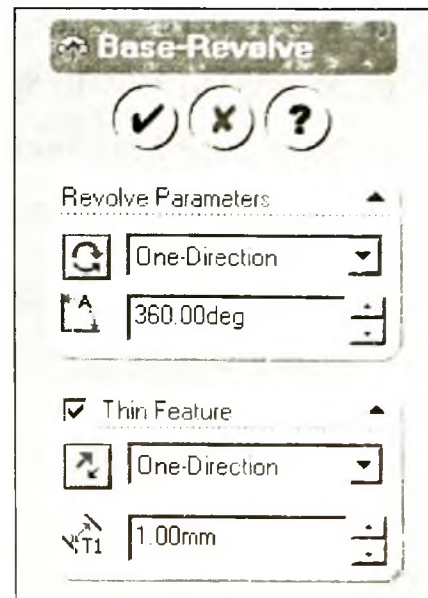 Base-Revolve
?
Revolve Parameters
One-Direction
A
360.00deg
Thin Feature
One-Direction
T1
1.00mm